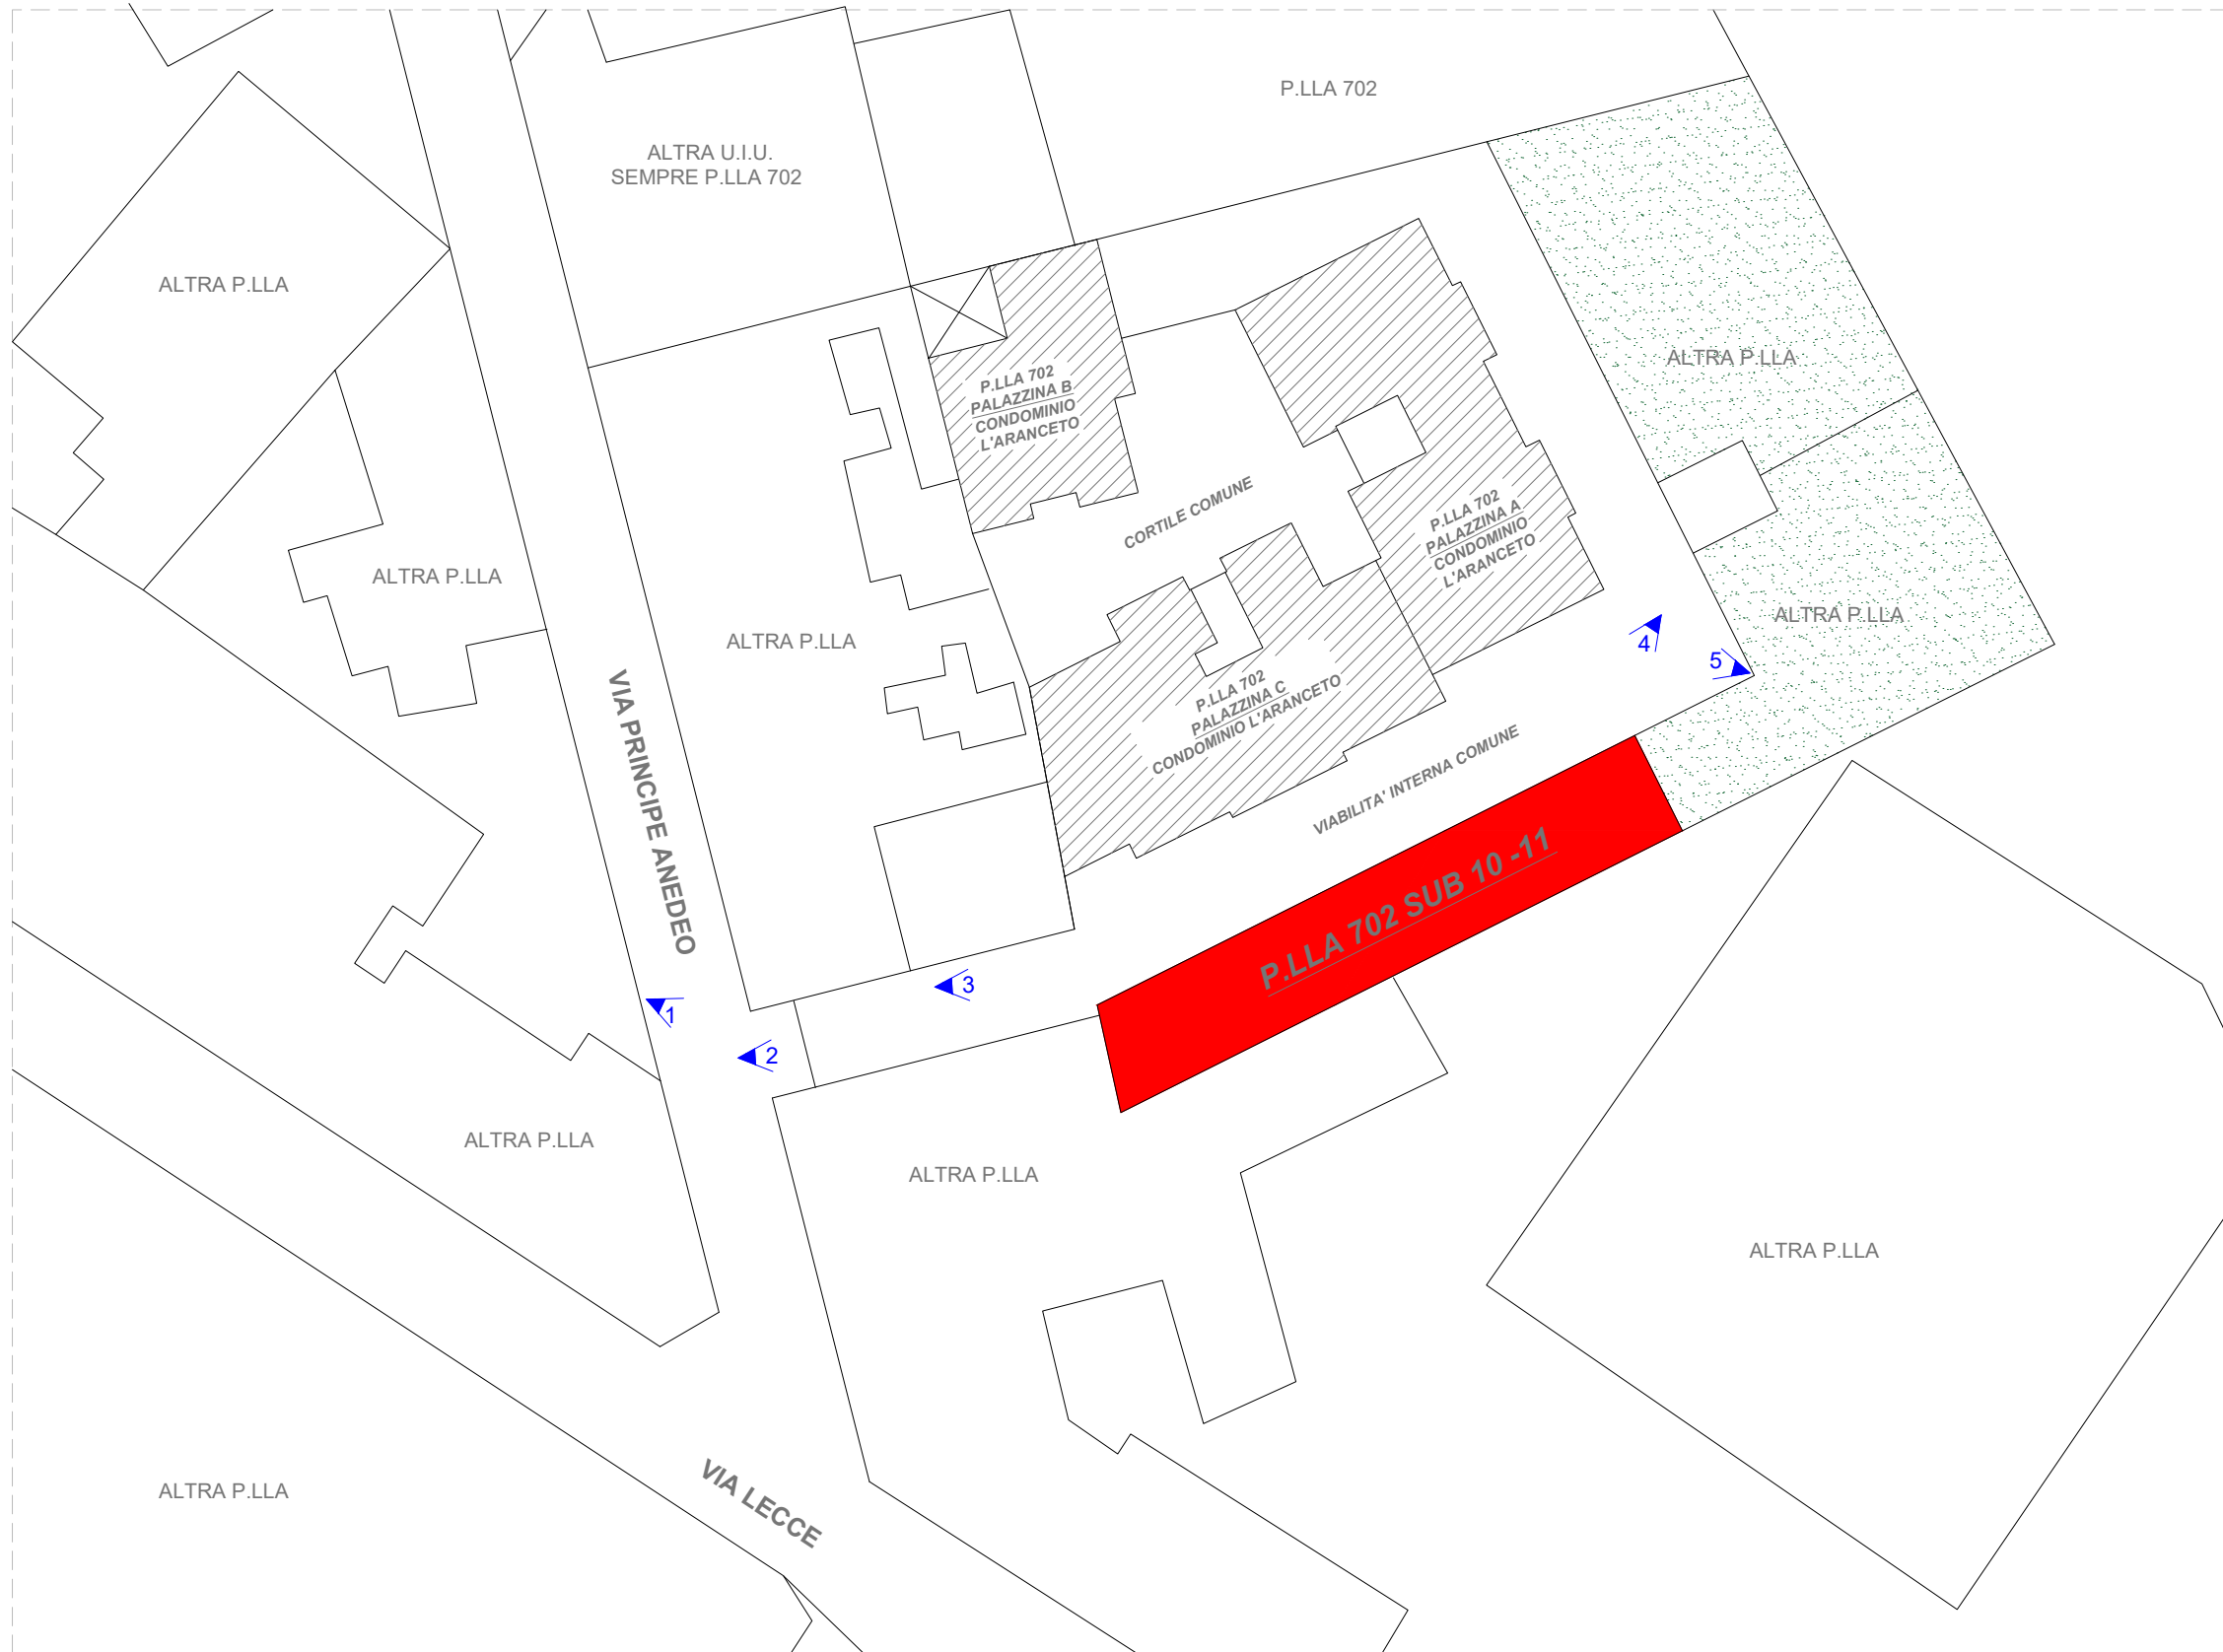 P.LLA 702
ALTRA U.I.U.
SEMPRE P.LLA 702
ALTRA P.LLA
ALTRA P.LLA
P.LLA 702
PALAZZINA B
CONDOMINIO
L'ARANCETO
CORTILE COMUNE
P.LLA 702
PALAZZINA A
CONDOMINIO
L'ARANCETO
ALTRA P.LLA
ALTRA P.LLA
ALTRA P.LLA
4
5
P.LLA 702
PALAZZINA C
CONDOMINIO L'ARANCETO
VIA PRINCIPE ANEDEO
VIABILITA' INTERNA COMUNE
P.LLA 702 SUB 10 -11
3
1
2
ALTRA P.LLA
ALTRA P.LLA
ALTRA P.LLA
ALTRA P.LLA
VIA LECCE